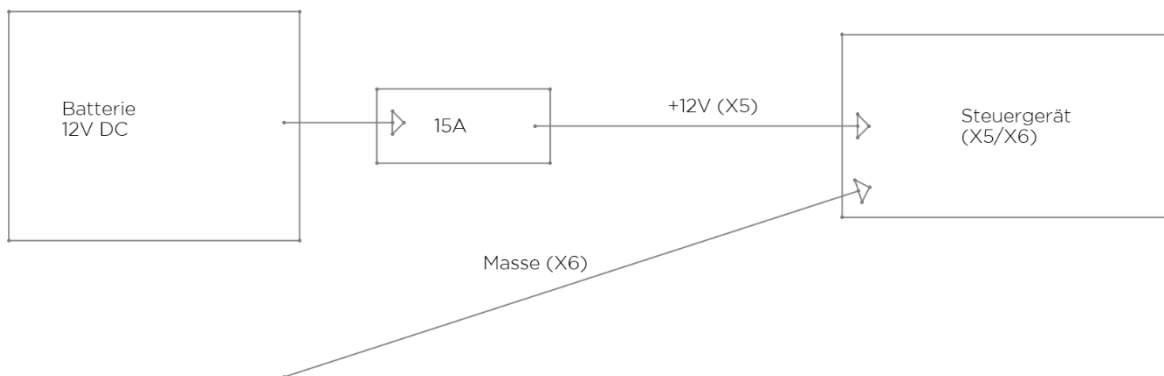 Batterie
12V DC
15A
+12V (X5)
Steuergerät
(X5/X6)
Masse (X6)